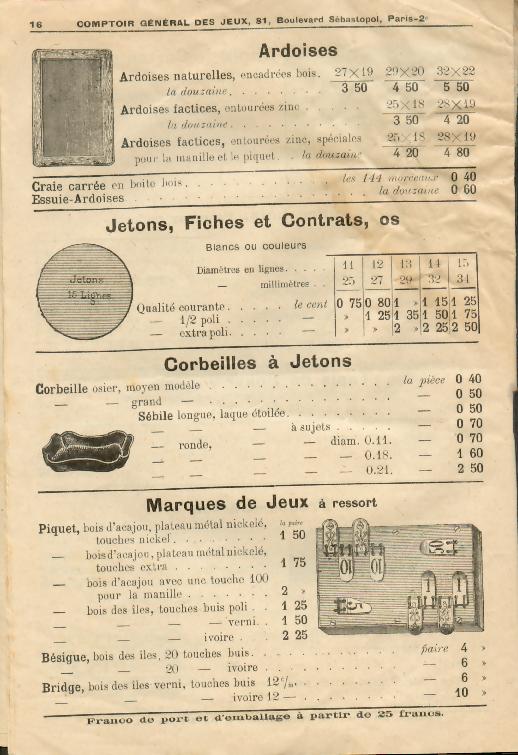 16 COMPTOIR GÉNÉRAL DES JEUX, 81, Boulevard Sébastopol, Paris-2e
Ardoises
Ardoises naturelles, encadrées bois. 27×19 29×20 32×22
la douzaine. 3 50 4 50 5 50
Ardoises factices, entourées zinc 25×18 28×19
la douzaine. 3 50 4 20
Ardoises factices, entourées zinc, spéciales 25×18 28×19
pour la manille et le piquet. la douzaine 4 20 4 80
Craie carrée en boite bois. les 144 morceaux 0 40
Essuie-Ardoises la douzaine 0 60
Jetons, Fiches et Contrats, os
Blancs ou couleurs
Jetons
15 Lignes
Diamètres en lignes. 11 12 13 14 15
— millimètres 25 27 29 32 34
Qualité courante. le cent 0 75 0 80 1 » 1 15 1 25
— 1/2 poli — » 1 25 1 35 1 50 1 75
— extra poli. — » » 2 » 2 25 2 50
Corbeilles à Jetons
Corbeille osier, moyen modèle la pièce 0 40
— — grand — — 0 50
Sébile longue, laque étoilée. — 0 50
— — — à sujets — 0 70
— ronde, — — diam. 0.11. — 0 70
— — — — 0.18. — 1 60
— — — 0.21. — 2 50
Marques de Jeux à ressort
Piquet, bois d'acajou, plateau métal nickelé, la paire
touches nickel 1 50
— bois d'acajou, plateau métal nickelé,
touches extra 1 75
— bois d'acajou avec une touche 100
pour la manille 2 »
— bois des iles, touches buis poli 1 25
— — — — verni. 1 50
— — — ivoire 2 25
10 10
1 1
Bésigue, bois des iles, 20 touches buis. paire 4 »
— 20 — ivoire — 6 »
Bridge, bois des iles verni, touches buis 12 c/m. — 6 »
— — ivoire 12 — — 10 »
Franco de port et d'emballage à partir de 25 francs.